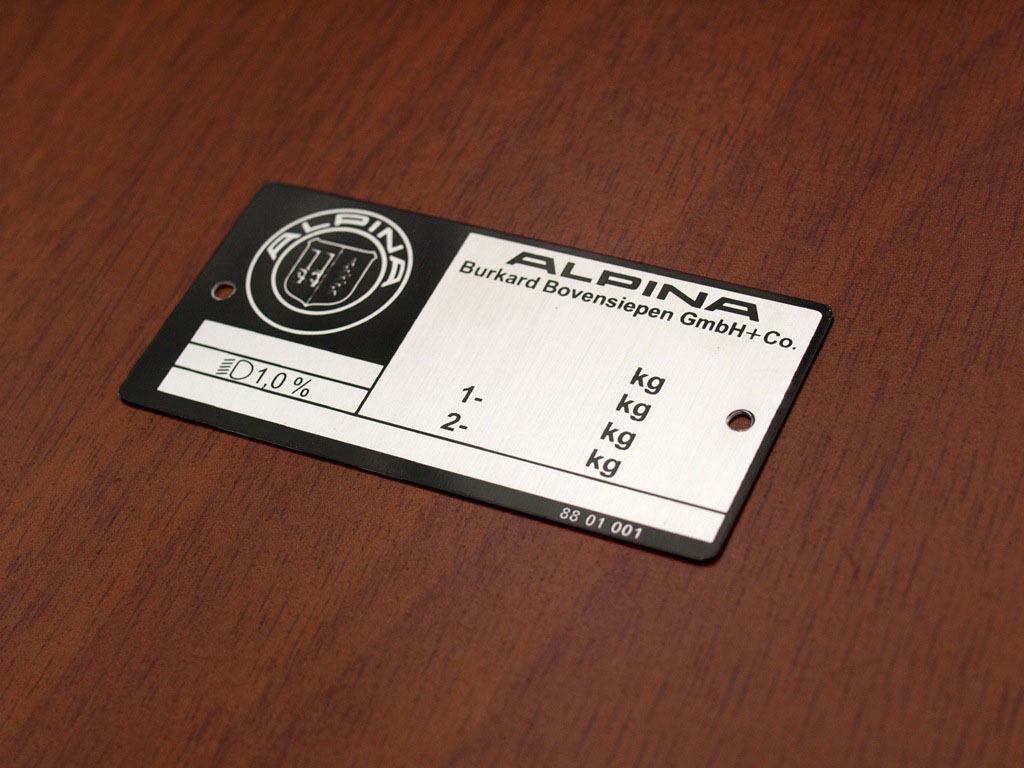 ALPINA
ALPINA
Burkard Bovensiepen GmbH+Co.
kg
1- kg
2- kg
kg
1,0 %
88 01 001